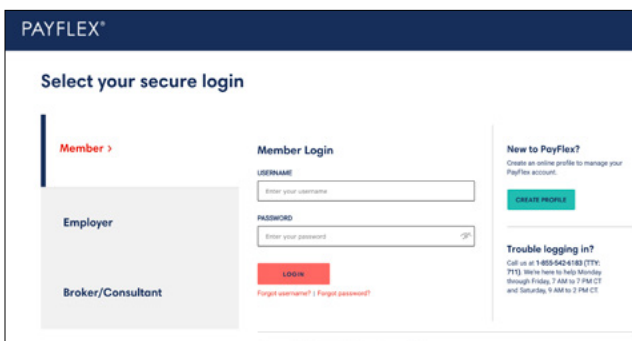 PAYFLEX®
Select your secure login
Member >
Employer
Broker/Consultant
Member Login
USERNAME
Enter your username
PASSWORD
Enter your password
LOGIN
Forgot username? | Forgot password?
New to PayFlex?
Create an online profile to manage your
PayFlex account.
CREATE PROFILE
Trouble logging in?
Call us at 1-855-542-6183 (TTY:
711). We're here to help Monday
through Friday, 7 AM to 7 PM CT
and Saturday, 9 AM to 2 PM CT.